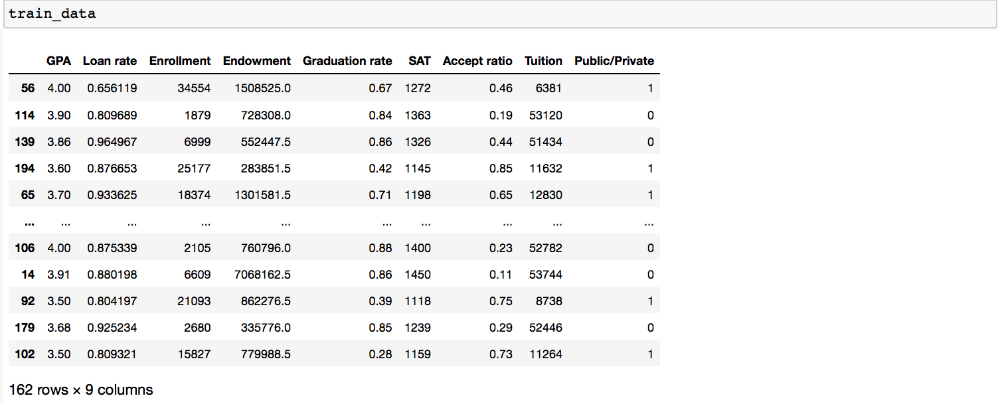 train_data
GPA Loan rate Enrollment Endowment Graduation rate SAT Accept ratio Tuition Public/Private
56 4.00 0.656119 34554 1508525.0 0.67 1272 0.46 6381 1
114 3.90 0.809689 1879 728308.0 0.84 1363 0.19 53120 0
139 3.86 0.964967 6999 552447.5 0.86 1326 0.44 51434 0
194 3.60 0.876653 25177 283851.5 0.42 1145 0.85 11632 1
65 3.70 0.933625 18374 1301581.5 0.71 1198 0.65 12830 1
... ... ... ... ... ... ... ... ... ...
106 4.00 0.875339 2105 760796.0 0.88 1400 0.23 52782 0
14 3.91 0.880198 6609 7068162.5 0.86 1450 0.11 53744 0
92 3.50 0.804197 21093 862276.5 0.39 1118 0.75 8738 1
179 3.68 0.925234 2680 335776.0 0.85 1239 0.29 52446 0
102 3.50 0.809321 15827 779988.5 0.28 1159 0.73 11264 1
162 rows × 9 columns